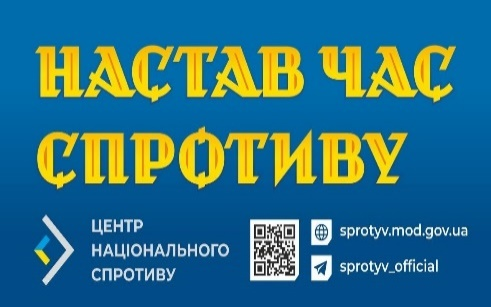 НАСТАВ ЧАС
СПРОТИВУ
ЦЕНТР
НАЦІОНАЛЬНОГО
СПРОТИВУ
sprotyv.mod.gov.ua
sprotyv_official